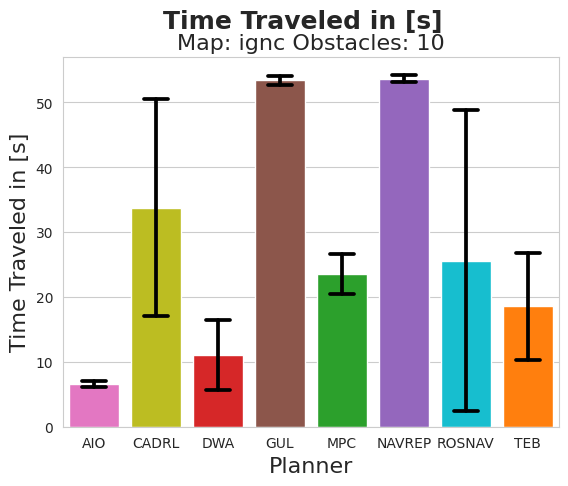 Time Traveled in [s]
Map: ignc Obstacles: 10
Time Traveled in [s]
50
40
30
20
10
0
AIO CADRL DWA GUL MPC NAVREP ROSNAV TEB
Planner